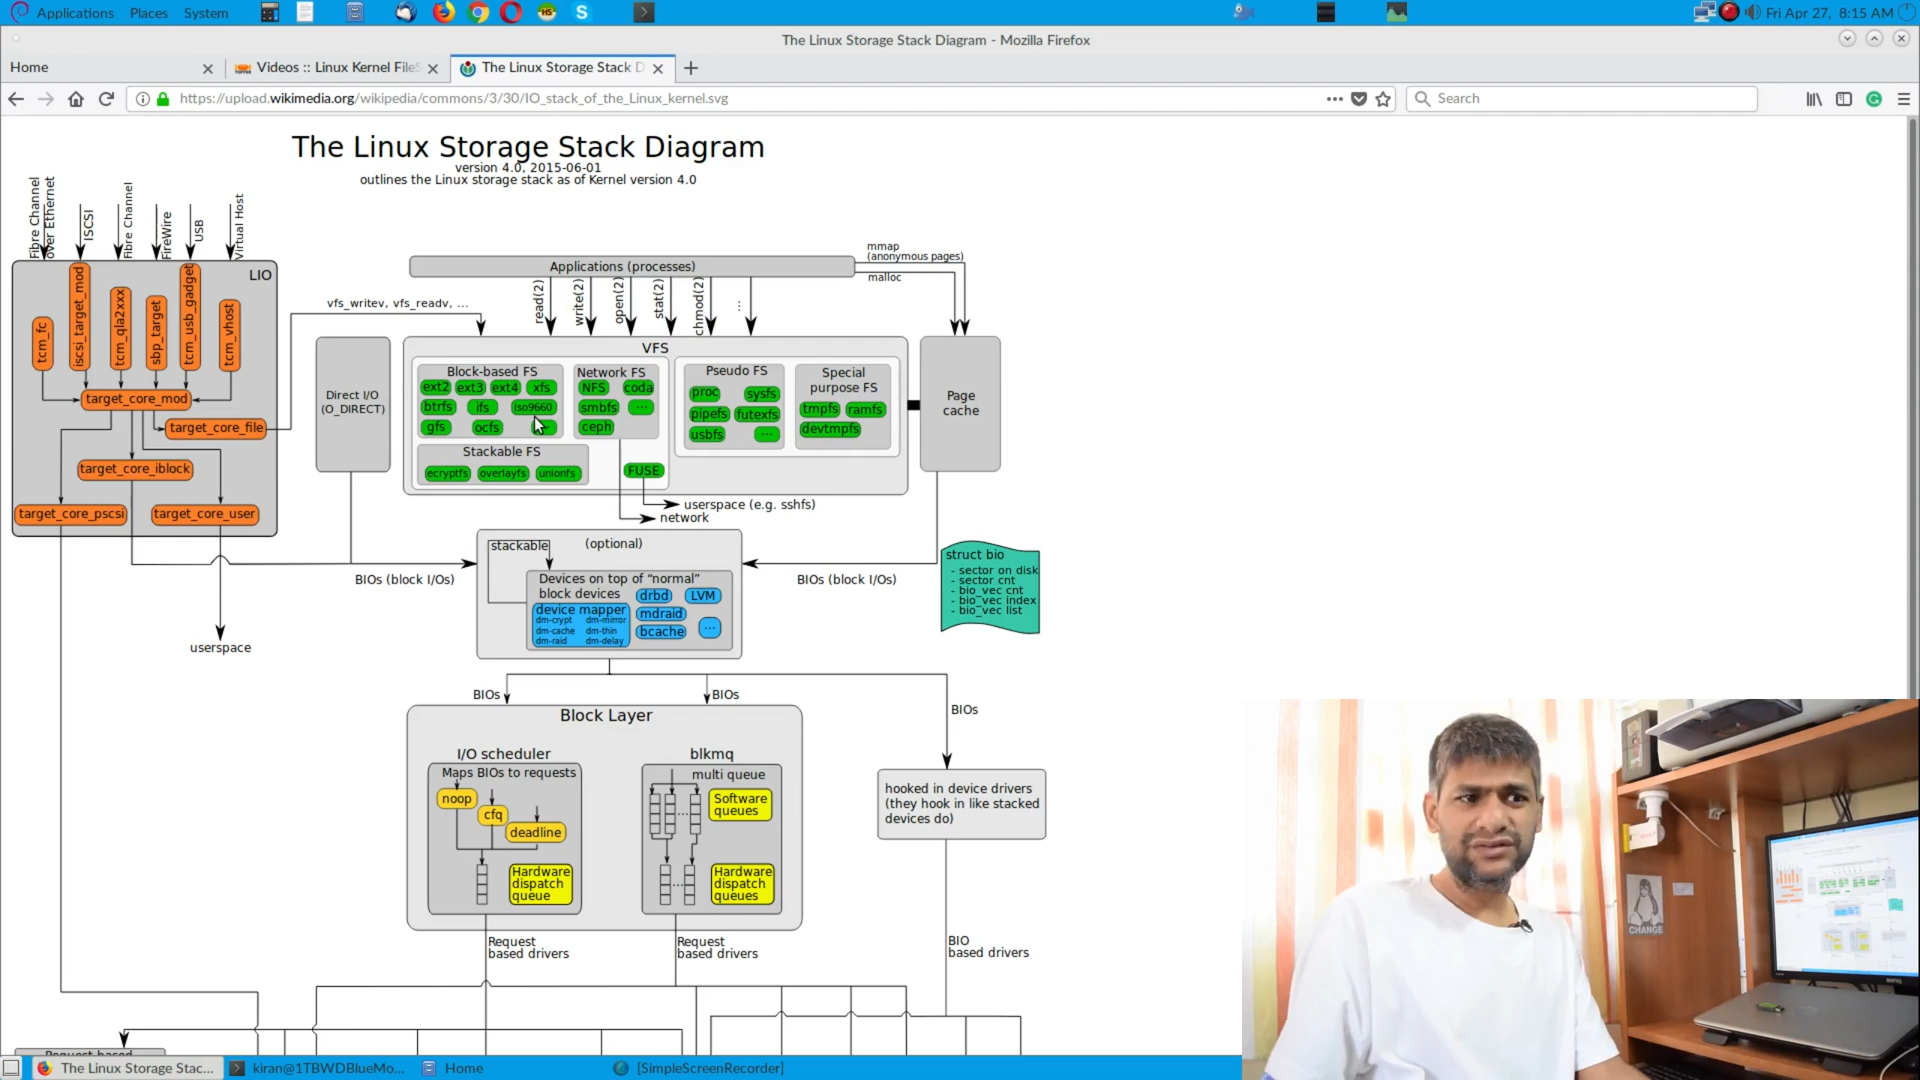 Applications Places System
HS
S
Fri Apr 27, 8:15 AM
The Linux Storage Stack Diagram - Mozilla Firefox
Home
Videos :: Linux Kernel FileS
The Linux Storage Stack D
https://upload.wikimedia.org/wikipedia/commons/3/30/IO_stack_of_the_Linux_kernel.svg
Search
The Linux Storage Stack Diagram
version 4.0, 2015-06-01
outlines the Linux storage stack as of Kernel version 4.0
Fibre Channel
over Ethernet
ISCSI
Fibre Channel
FireWire
USB
Virtual Host
LIO
tcm_fc
iscsi_target_mod
tcm_qla2xxx
sbp_target
tcm_usb_gadget
tcm_vhost
target_core_mod
target_core_file
target_core_iblock
target_core_pscsi
target_core_user
userspace
vfs_writev, vfs_readv, ...
Applications (processes)
read(2)
write(2)
open(2)
stat(2)
chmod(2)
...
mmap
(anonymous pages)
malloc
Direct I/O
(O_DIRECT)
VFS
Block-based FS
ext2 ext3 ext4 xfs
btrfs ifs iso9660
gfs ocfs
Network FS
NFS coda
smbfs ...
ceph
Stackable FS
ecryptfs overlayfs unionfs
FUSE
Pseudo FS
proc sysfs
pipefs futexfs
usbfs ...
Special
purpose FS
tmpfs ramfs
devtmpfs
Page
cache
userspace (e.g. sshfs)
network
stackable
(optional)
BIOs (block I/Os)
BIOs (block I/Os)
Devices on top of “normal”
block devices
drbd LVM
device mapper
dm-crypt dm-mirror
dm-cache dm-thin
dm-raid dm-delay
mdraid
bcache
...
struct bio
- sector on disk
- sector cnt
- bio_vec cnt
- bio_vec index
- bio_vec list
BIOs
BIOs
BIOs
Block Layer
I/O scheduler
Maps BIOs to requests
noop
cfq
deadline
Hardware
dispatch
queue
blkmq
multi queue
Software
queues
Hardware
dispatch
queues
hooked in device drivers
(they hook in like stacked
devices do)
Request
based drivers
Request
based drivers
BIO
based drivers
Request-based
CHANGE
BenQ
The Linux Storage Stac...
kiran@1TBWDBlueMo...
Home
[SimpleScreenRecorder]